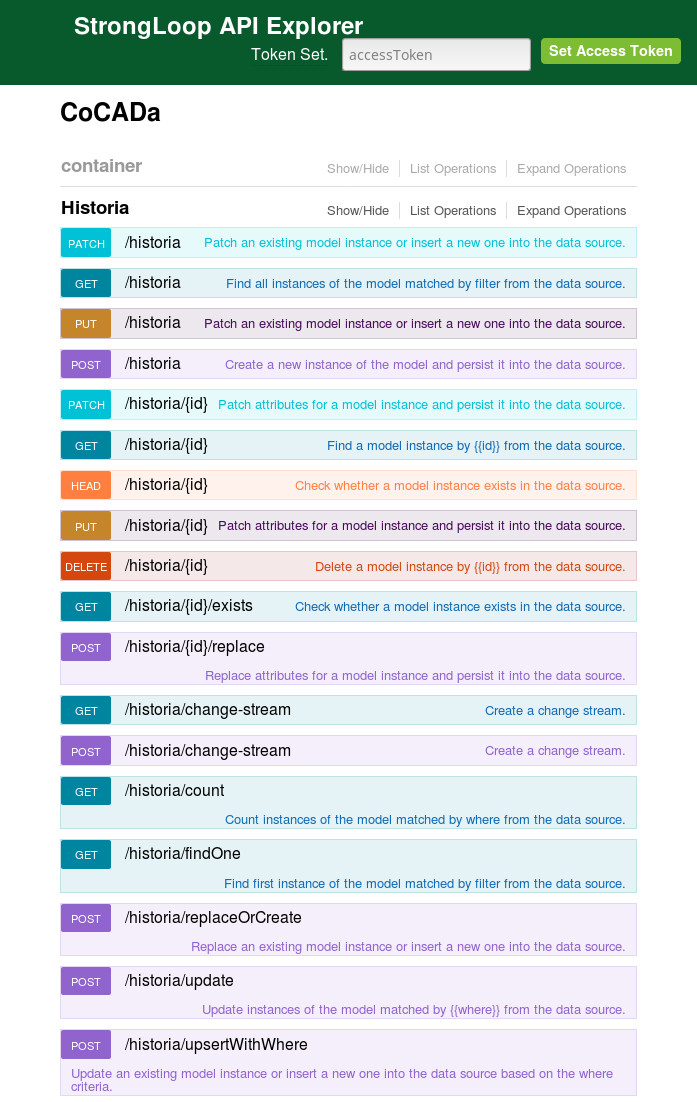 StrongLoop API Explorer
Token Set. accessToken Set Access Token
CoCADa
container Show/Hide List Operations Expand Operations
Historia Show/Hide List Operations Expand Operations
PATCH /historia Patch an existing model instance or insert a new one into the data source.
GET /historia Find all instances of the model matched by filter from the data source.
PUT /historia Patch an existing model instance or insert a new one into the data source.
POST /historia Create a new instance of the model and persist it into the data source.
PATCH /historia/{id} Patch attributes for a model instance and persist it into the data source.
GET /historia/{id} Find a model instance by {{id}} from the data source.
HEAD /historia/{id} Check whether a model instance exists in the data source.
PUT /historia/{id} Patch attributes for a model instance and persist it into the data source.
DELETE /historia/{id} Delete a model instance by {{id}} from the data source.
GET /historia/{id}/exists Check whether a model instance exists in the data source.
POST /historia/{id}/replace
Replace attributes for a model instance and persist it into the data source.
GET /historia/change-stream Create a change stream.
POST /historia/change-stream Create a change stream.
GET /historia/count
Count instances of the model matched by where from the data source.
GET /historia/findOne
Find first instance of the model matched by filter from the data source.
POST /historia/replaceOrCreate
Replace an existing model instance or insert a new one into the data source.
POST /historia/update
Update instances of the model matched by {{where}} from the data source.
POST /historia/upsertWithWhere
Update an existing model instance or insert a new one into the data source based on the where
criteria.